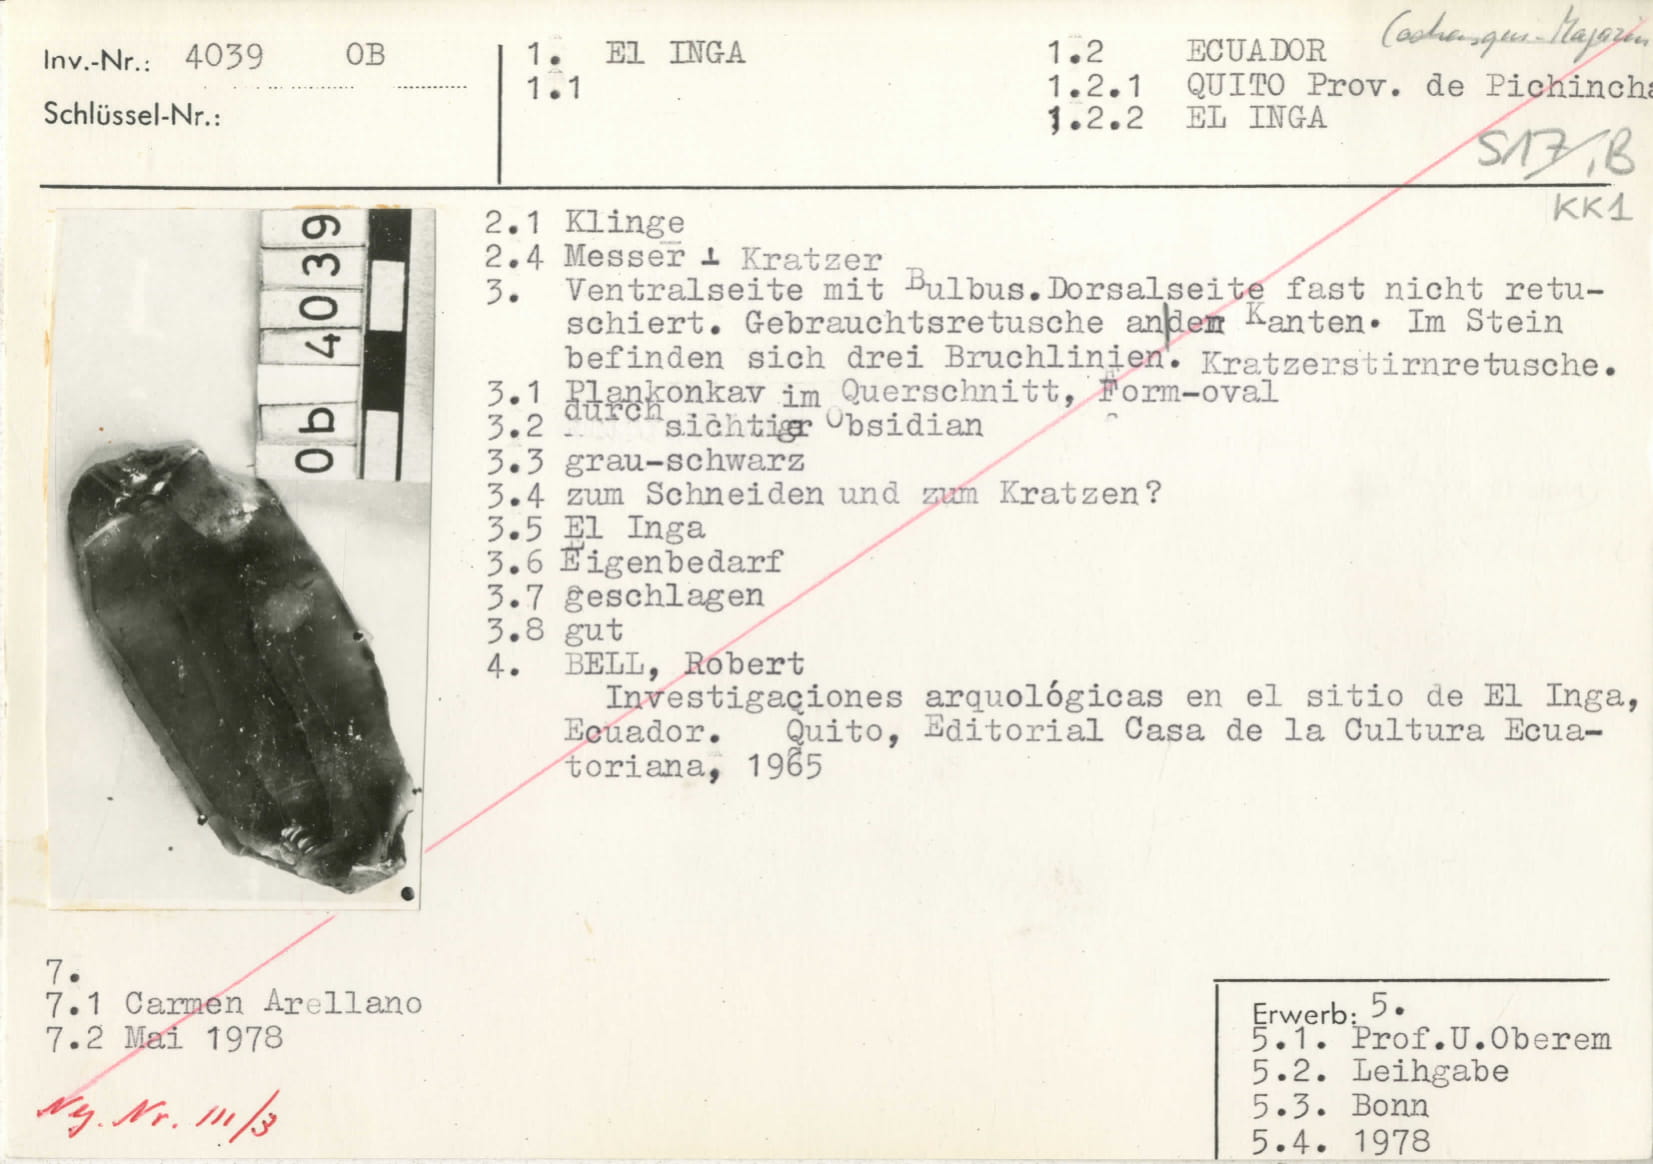 Inv.-Nr.: 4039 OB
Schlüssel-Nr.:
1. El INGA
1.1
1.2 ECUADOR
1.2.1 QUITO Prov. de Pichincha
1.2.2 EL INGA
Magazin
S17/1B
KK1
Ob 4039
2.1 Klinge
2.4 Messer + Kratzer
3. Ventralseite mit Bulbus.Dorsalseite fast nicht retu-
schiert. Gebrauchtsretusche an den Kanten. Im Stein
befinden sich drei Bruchlinien. Kratzerstirnretusche.
3.1 Plankonkav im Querschnitt, Form-oval
3.2 durchsichtiger Obsidian
3.3 grau-schwarz
3.4 zum Schneiden und zum Kratzen?
3.5 El Inga
3.6 Eigenbedarf
3.7 geschlagen
3.8 gut
4. BELL, Robert
Investigaciones arquológicas en el sitio de El Inga,
Ecuador. Quito, Editorial Casa de la Cultura Ecua-
toriana, 1965
7.
7.1 Carmen Arellano
7.2 Mai 1978
Ng. Nr. III/3
Erwerb: 5.
5.1. Prof.U.Oberem
5.2. Leihgabe
5.3. Bonn
5.4. 1978